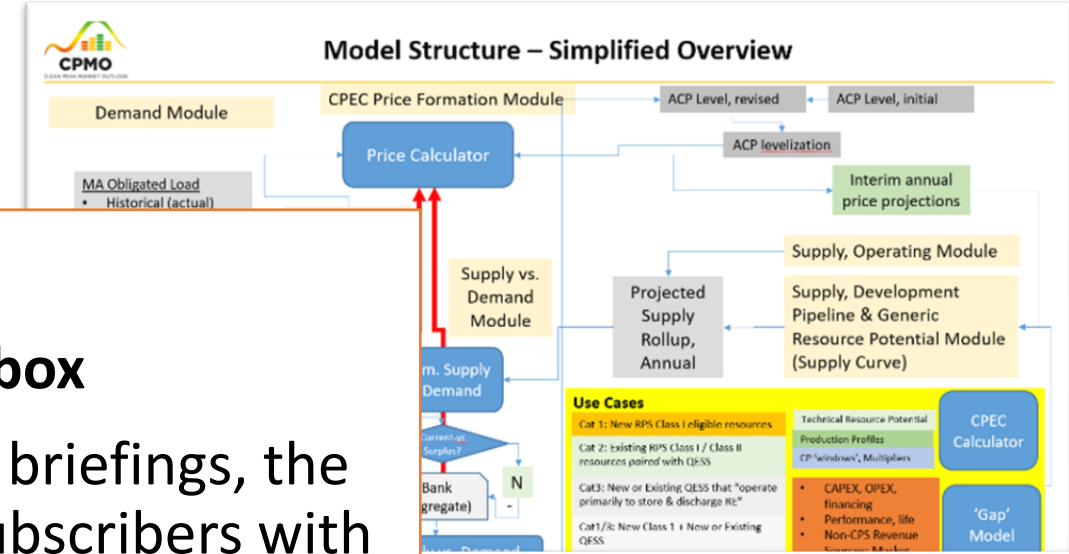 CPMO
CLEAN PEAK MARKET OUTLOOK
Model Structure – Simplified Overview
Demand Module
CPEC Price Formation Module
ACP Level, revised
ACP Level, initial
Price Calculator
ACP levelization
MA Obligated Load
• Historical (actual)
Interim annual
price projections
Supply vs.
Demand
Module
Supply, Operating Module
Projected
Supply
Rollup,
Annual
Supply, Development
Pipeline & Generic
Resource Potential Module
(Supply Curve)
box
briefings, the
ubscribers with
m. Supply
Demand
Current-yr.
Surplus?
N
-
Bank
gregate)
Demand
Use Cases
Cat 1: New RPS Class I eligible resources
Cat 2: Existing RPS Class I / Class II
resources paired with QESS
Cat3: New or Existing QESS that "operate
primarily to store & discharge RE"
Cat1/3: New Class 1 + New or Existing
QESS
Technical Resource Potential
Production Profiles
CP 'windows', Multipliers
CPEC
Calculator
• CAPEX, OPEX,
financing
• Performance, life
• Non-CPS Revenue
Sources: Market
'Gap'
Model